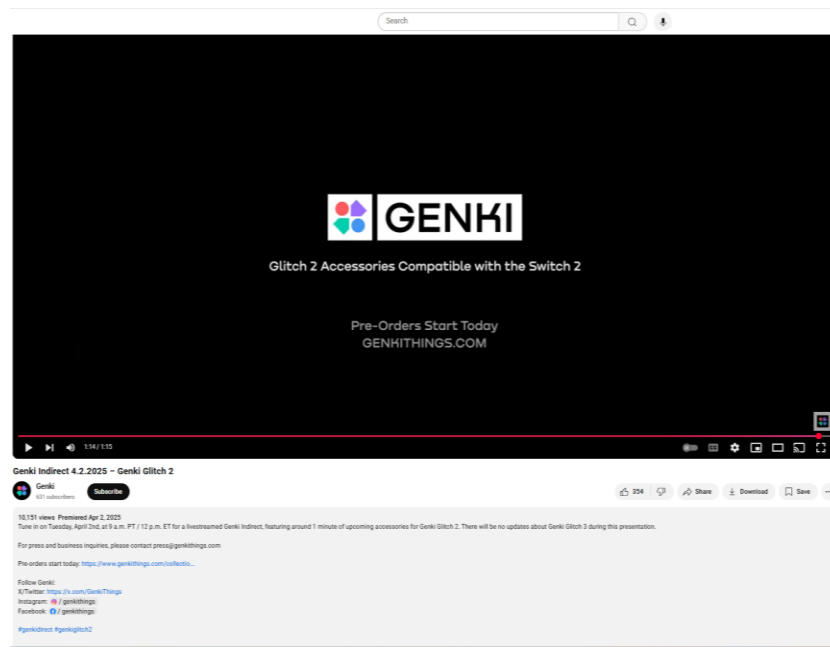 Search
GENKI
Glitch 2 Accessories Compatible with the Switch 2
Pre-Orders Start Today
GENKITHINGS.COM
1:14 / 1:15
Genki Indirect 4.2.2025 – Genki Glitch 2
Genki
631 subscribers
Subscribe
354
Share
Download
Save
10,151 views Premiered Apr 2, 2025
Tune in on Tuesday, April 2nd, at 9 a.m. PT / 12 p.m. ET for a livestreamed Genki Indirect, featuring around 1 minute of upcoming accessories for Genki Glitch 2. There will be no updates about Genki Glitch 3 during this presentation.
For press and business inquiries, please contact press@genkithings.com
Pre-orders start today: https://www.genkithings.com/collectio...
Follow Genki:
X/Twitter: https://x.com/GenkiThings
Instagram: / genkithings
Facebook: / genkithings
#genkidirect #genkiglitch2